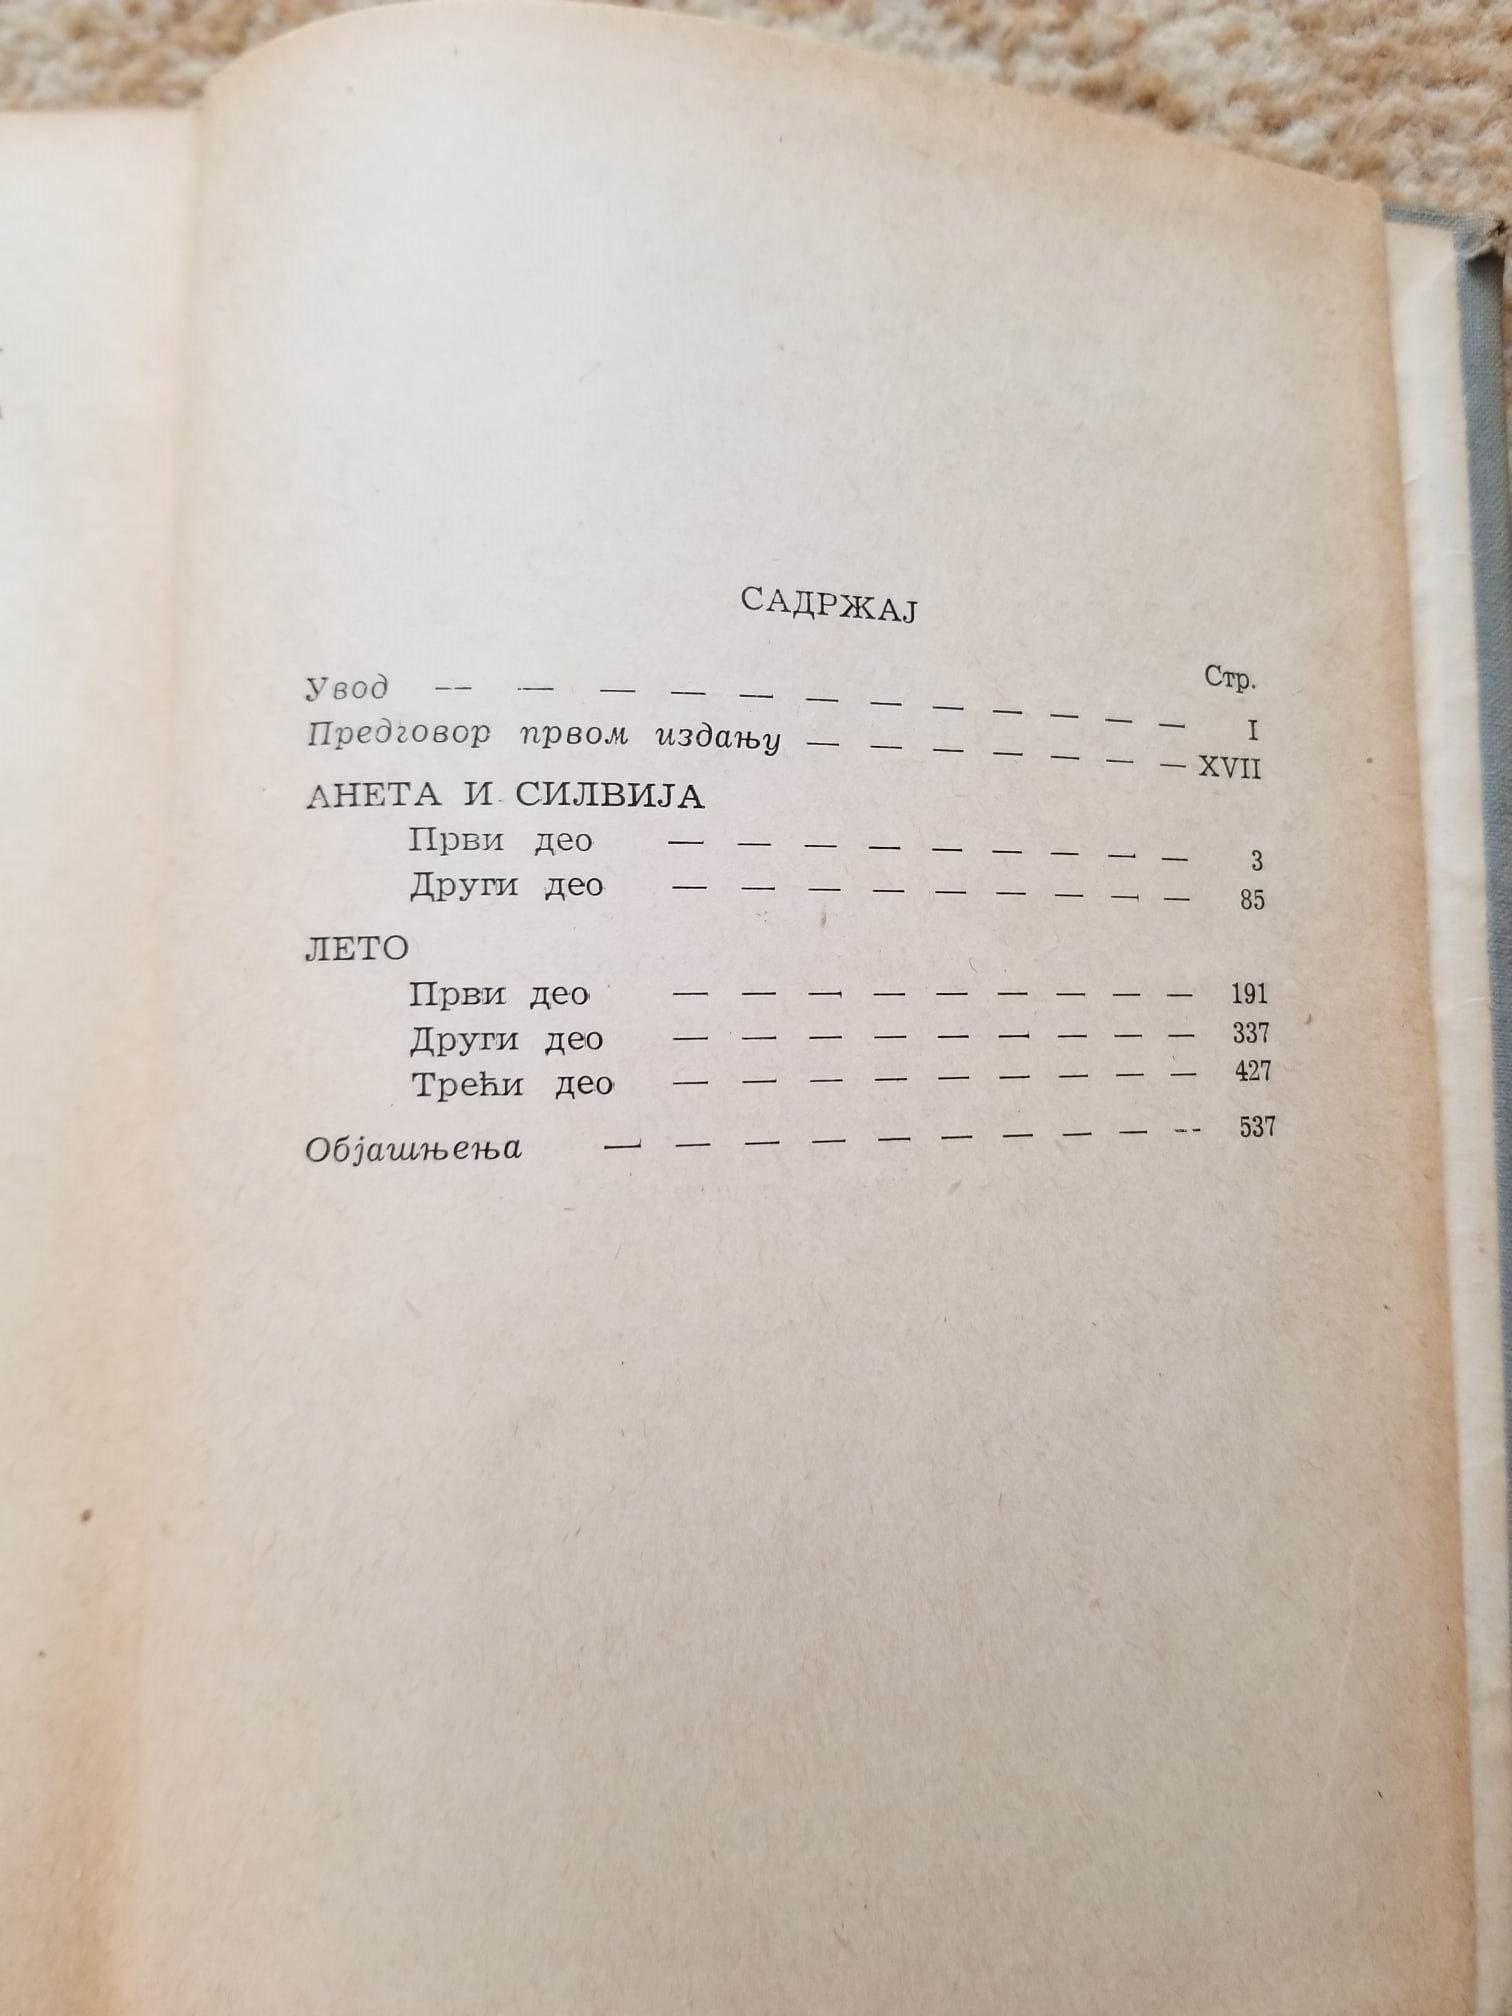 САДРЖАЈ
Стр.
Увод — — — — — — — — — — — — I
Предговор првом издању — — — — — — — XVII
АНЕТА И СИЛВИЈА
Први део — — — — — — — — — 3
Други део — — — — — — — — — 85
ЛЕТО
Први део — — — — — — — — — 191
Други део — — — — — — — — — 337
Трећи део — — — — — — — — — 427
Објашњења — — — — — — — — — -- 537